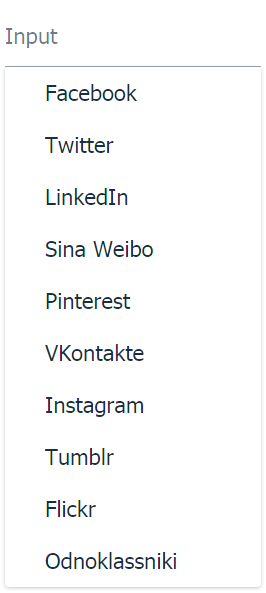 Input
Facebook
Twitter
LinkedIn
Sina Weibo
Pinterest
VKontakte
Instagram
Tumblr
Flickr
Odnoklassniki